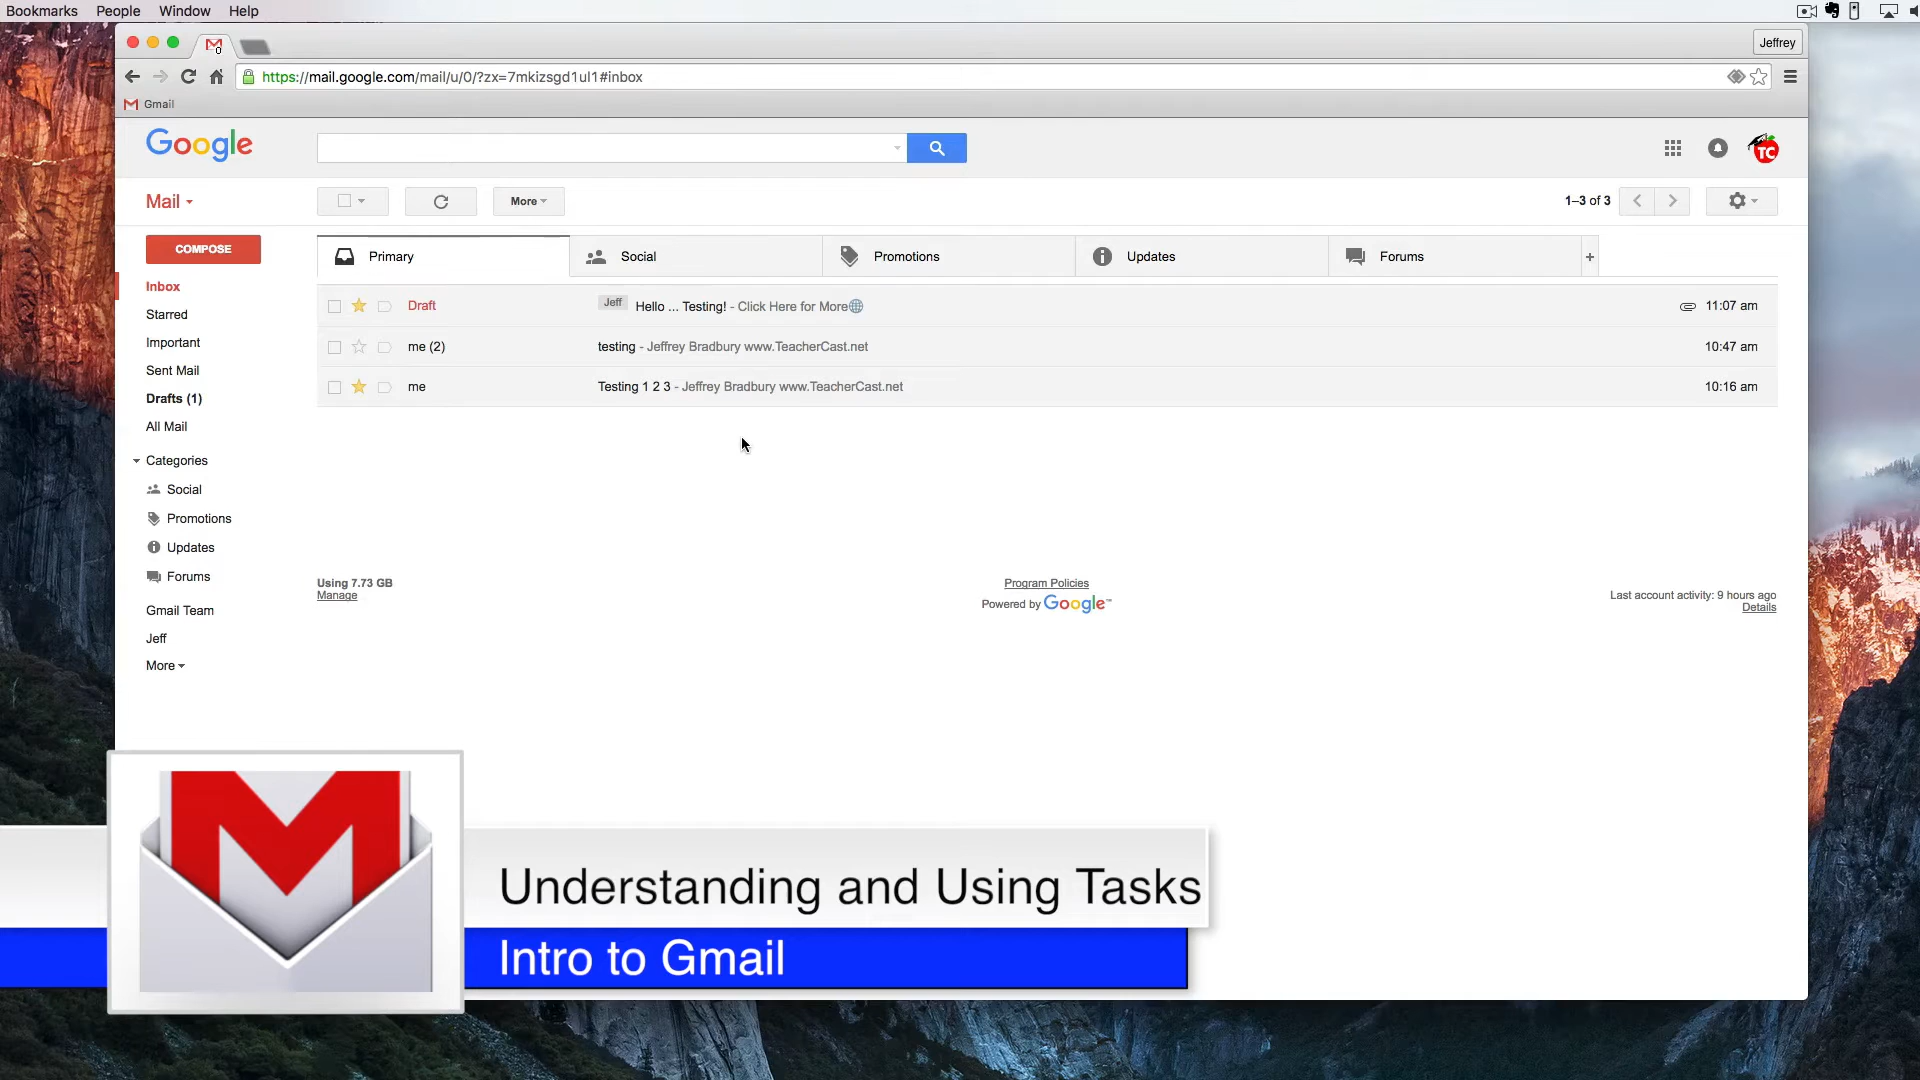 Bookmarks People Window Help
Jeffrey
https://mail.google.com/mail/u/0/?zx=7mkizsgd1ul1#inbox
Gmail
Google
TC
Mail
More
1–3 of 3
COMPOSE
Primary
Social
Promotions
Updates
Forums
+
Inbox
Starred
Important
Sent Mail
Drafts (1)
All Mail
Categories
Social
Promotions
Updates
Forums
Gmail Team
Jeff
More
Draft Jeff Hello ... Testing! - Click Here for More 11:07 am
me (2) testing - Jeffrey Bradbury www.TeacherCast.net 10:47 am
me Testing 1 2 3 - Jeffrey Bradbury www.TeacherCast.net 10:16 am
Using 7.73 GB
Manage
Program Policies
Powered by Google™
Last account activity: 9 hours ago
Details
Understanding and Using Tasks
Intro to Gmail